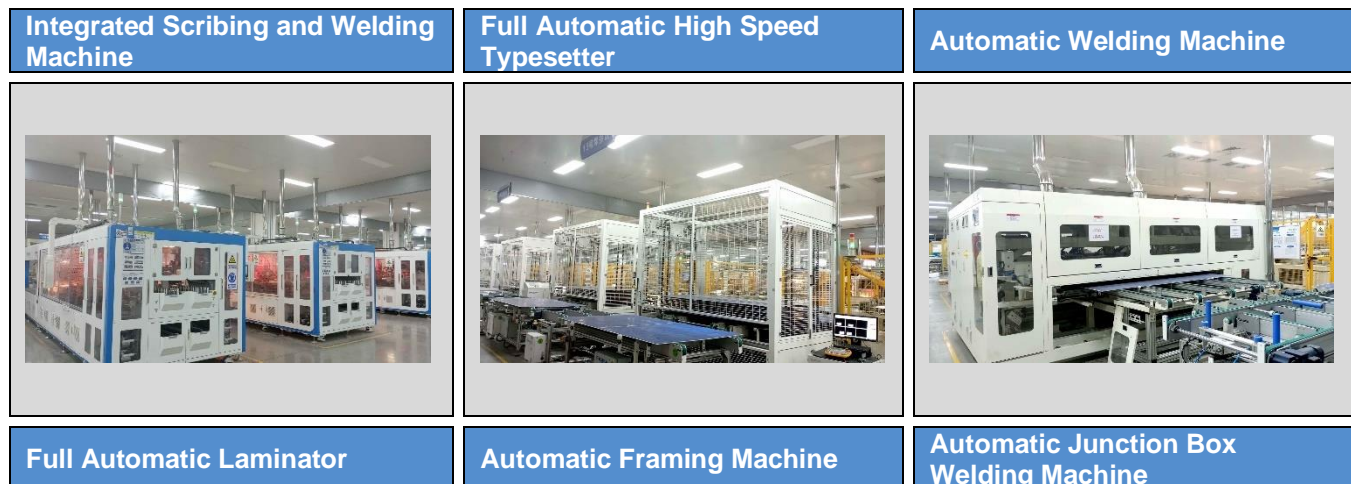 Integrated Scribing and Welding
Machine
Full Automatic High Speed
Typesetter
Automatic Welding Machine
Full Automatic Laminator
Automatic Framing Machine
Automatic Junction Box
Welding Machine